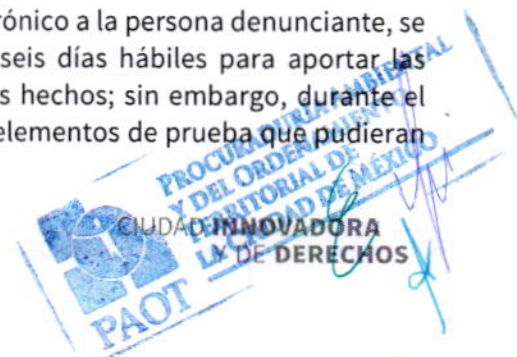 rónico a la persona denunciante, se
seis días hábiles para aportar las
s hechos; sin embargo, durante el
elementos de prueba que pudieran
PROCURADURÍA AMBIENTAL
Y DEL ORDENAMIENTO
TERRITORIAL DE
LA CIUDAD DE MÉXICO
PAOT
CIUDAD INNOVADORA
Y DE DERECHOS